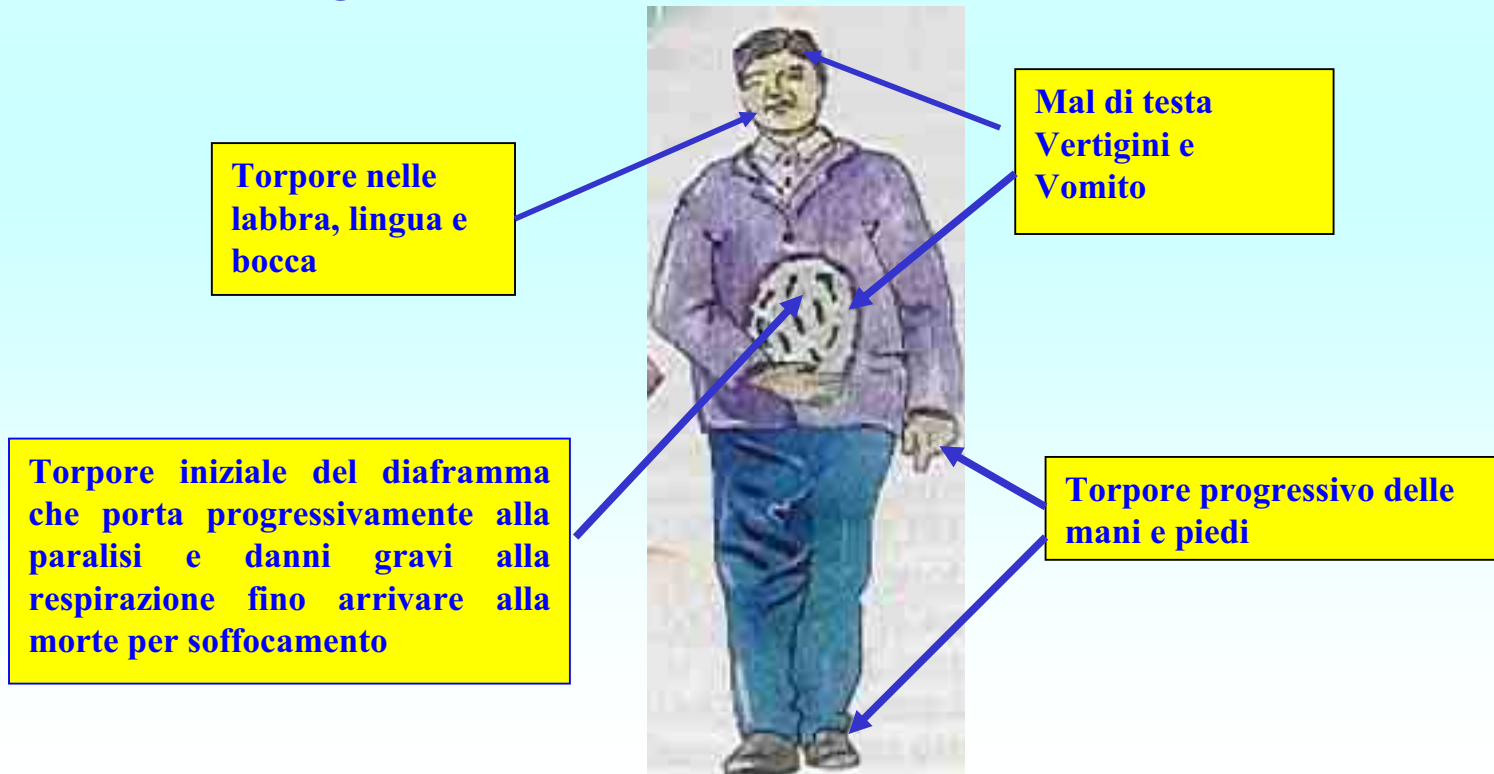 Torpore nelle
labbra, lingua e
bocca
Mal di testa
Vertigini e
Vomito
Torpore iniziale del diaframma
che porta progressivamente alla
paralisi e danni gravi alla
respirazione fino arrivare alla
morte per soffocamento
Torpore progressivo delle
mani e piedi